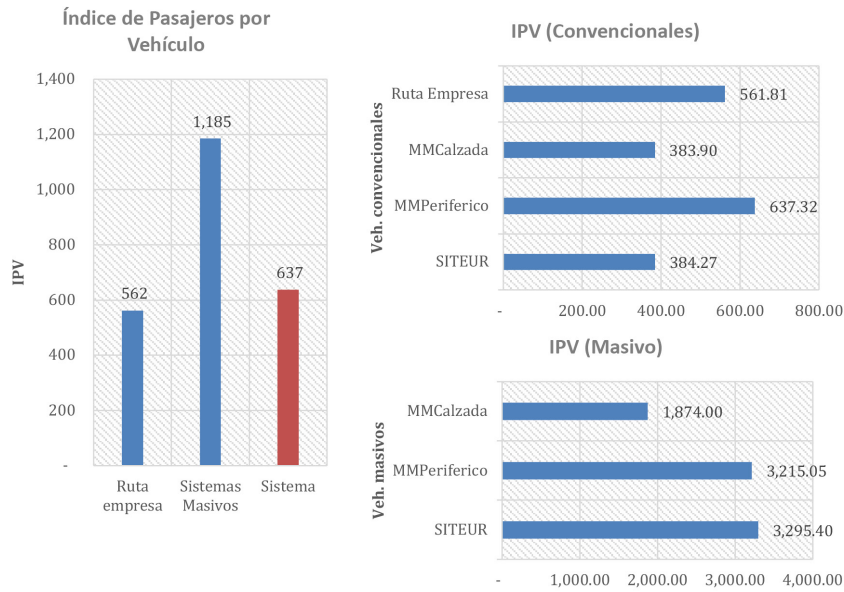 Índice de Pasajeros por
Vehículo
IPV
1,400
1,200
1,000
800
600
400
200
-
562
1,185
637
Ruta
empresa
Sistemas
Masivos
Sistema
IPV (Convencionales)
Veh. convencionales
Ruta Empresa
561.81
MMCalzada
383.90
MMPeriferico
637.32
SITEUR
384.27
-
200.00
400.00
600.00
800.00
IPV (Masivo)
Veh. masivos
MMCalzada
1,874.00
MMPeriferico
3,215.05
SITEUR
3,295.40
-
1,000.00
2,000.00
3,000.00
4,000.00